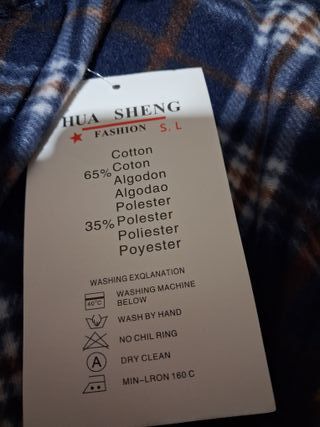 HUA SHENG
FASHION S. L
Cotton
65% Coton
Algodon
Algodao
Polester
35% Polester
Poliester
Poyester
WASHING EXQLANATION
40°C WASHING MACHINE
BELOW
WASH BY HAND
NO CHIL RING
A DRY CLEAN
MIN-LRON 160 C